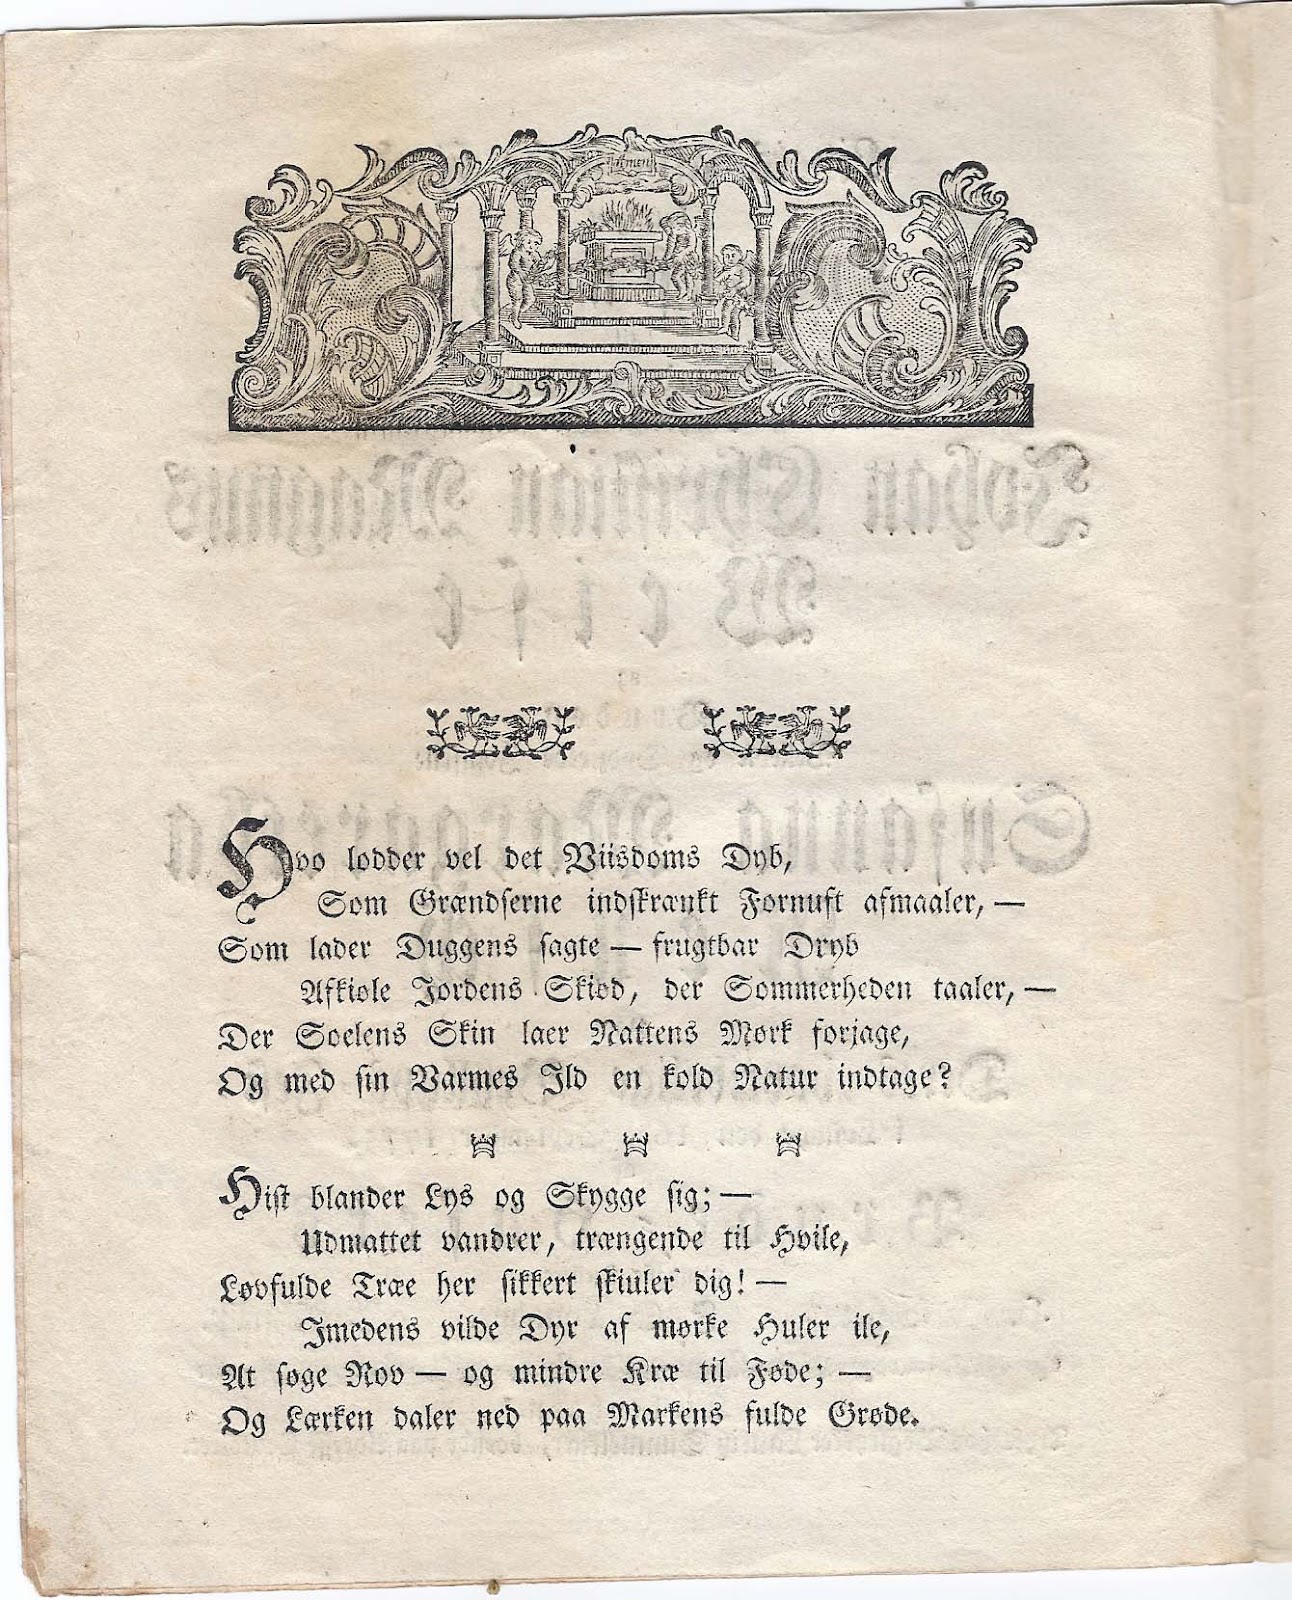 Hvo lodder vel det Viisdoms Dyb,
Som Grændserne indskrænkt Fornuft afmaaler, —
Som lader Duggens sagte — frugtbar Dryb
Afkiøle Jordens Skiød, der Sommerheden taaler, —
Der Soelens Skin laer Nattens Mørk forjage,
Og med sin Varmes Ild en kold Natur indtage?
Hist blander Lys og Skygge sig; —
Udmattet vandrer, trængende til Hvile,
Løvfulde Træe her sikkert skiuler dig! —
Imedens vilde Dyr af mørke Huler ile,
At søge Rov — og mindre Kræ til Føde; —
Og Lærken daler ned paa Markens fulde Grøde.